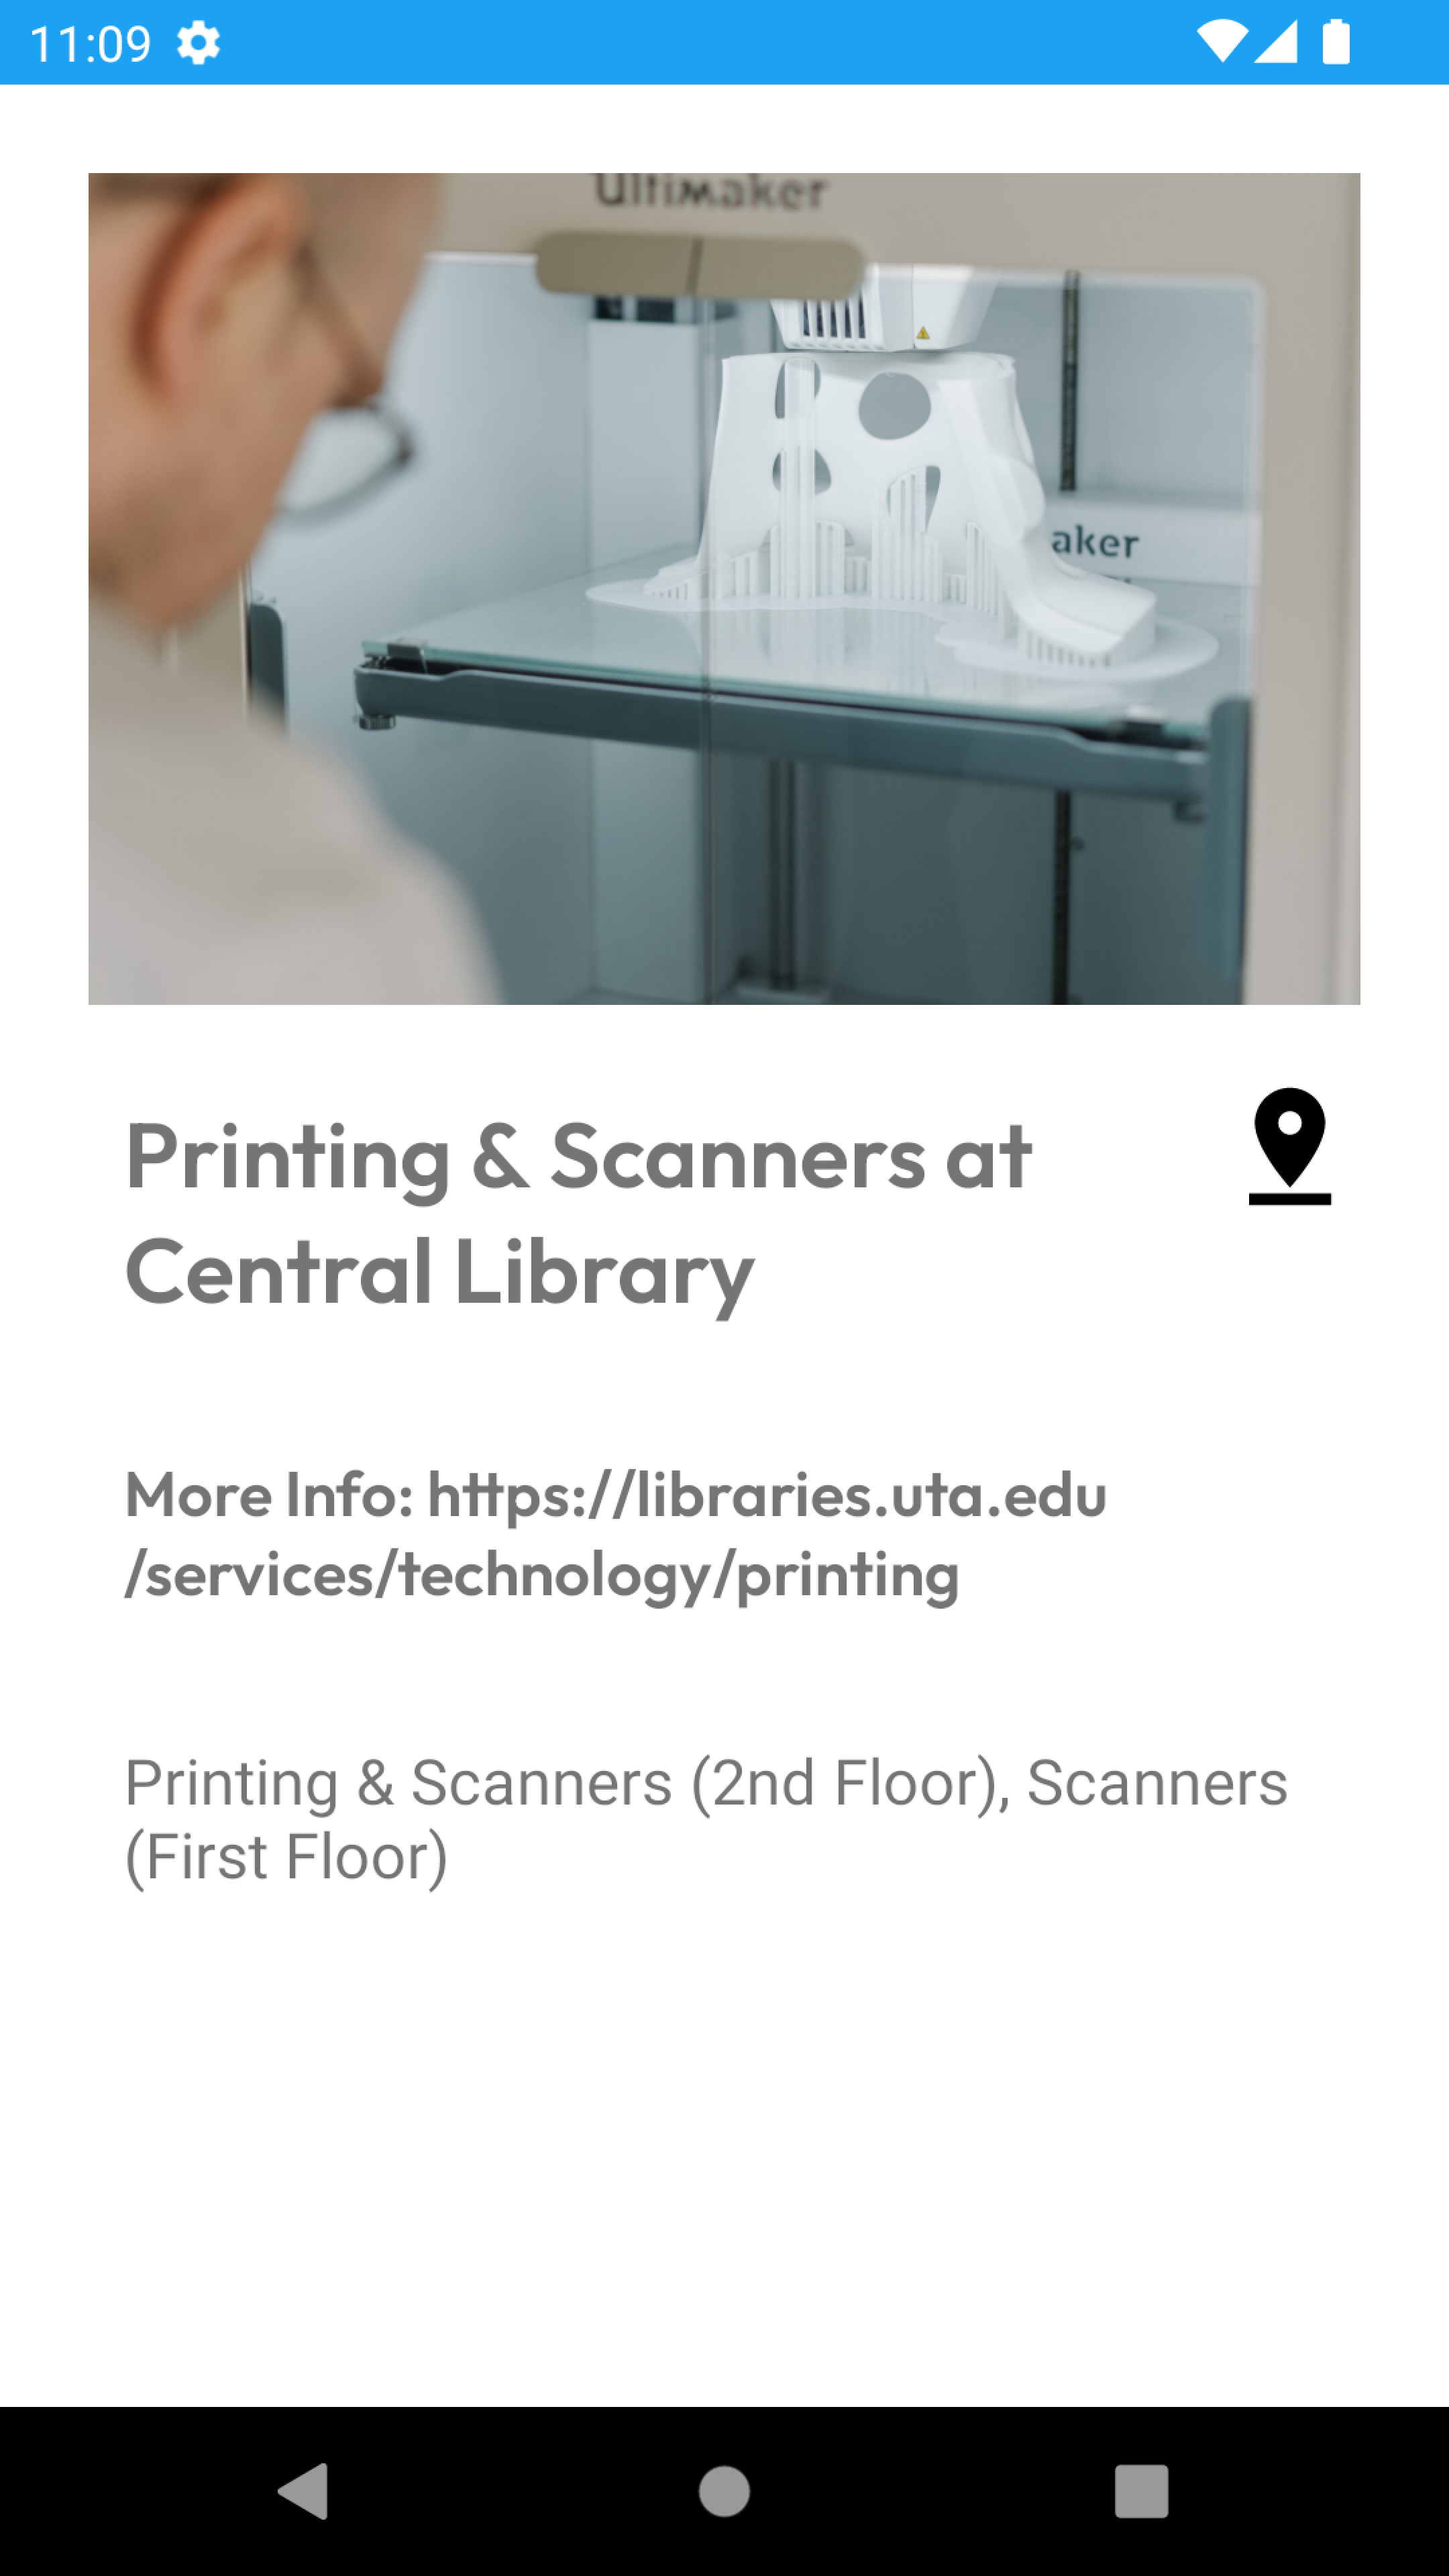 11:09
Ultimaker
aker
Printing & Scanners at
Central Library
More Info: https://libraries.uta.edu
/services/technology/printing
Printing & Scanners (2nd Floor), Scanners
(First Floor)